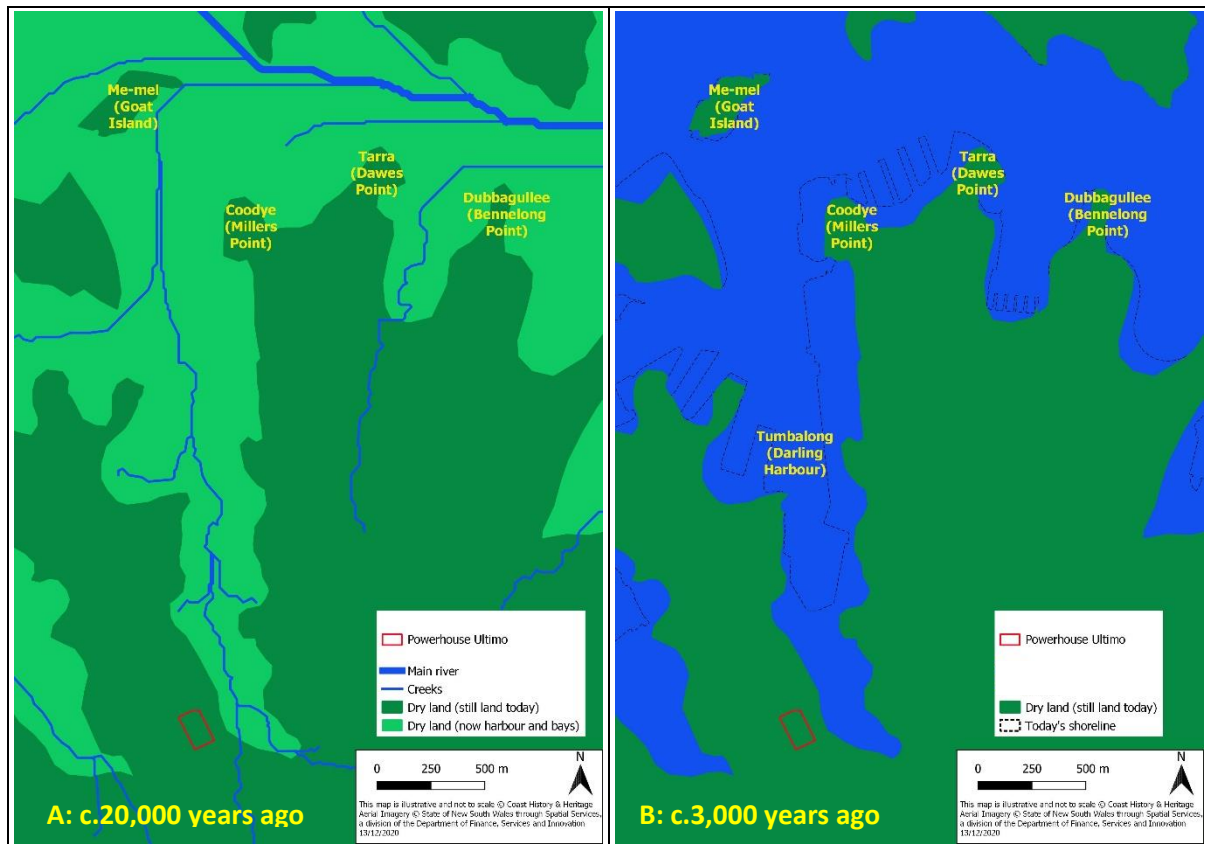 Me-mel
(Goat
Island)
Tarra
(Dawes
Point)
Coodye
(Millers
Point)
Dubbagullee
(Bennelong
Point)
Powerhouse Ultimo
Main river
Creeks
Dry land (still land today)
Dry land (now harbour and bays)
0 250 500 m
N
This map is illustrative and not to scale © Coast History & Heritage
Aerial Imagery © State of New South Wales through Spatial Services,
a division of the Department of Finance, Services and Innovation
13/12/2020
A: c.20,000 years ago
Me-mel
(Goat
Island)
Tarra
(Dawes
Point)
Coodye
(Millers
Point)
Dubbagullee
(Bennelong
Point)
Tumbalong
(Darling
Harbour)
Powerhouse Ultimo
Dry land (still land today)
Today's shoreline
0 250 500 m
N
This map is illustrative and not to scale © Coast History & Heritage
Aerial Imagery © State of New South Wales through Spatial Services,
a division of the Department of Finance, Services and Innovation
13/12/2020
B: c.3,000 years ago